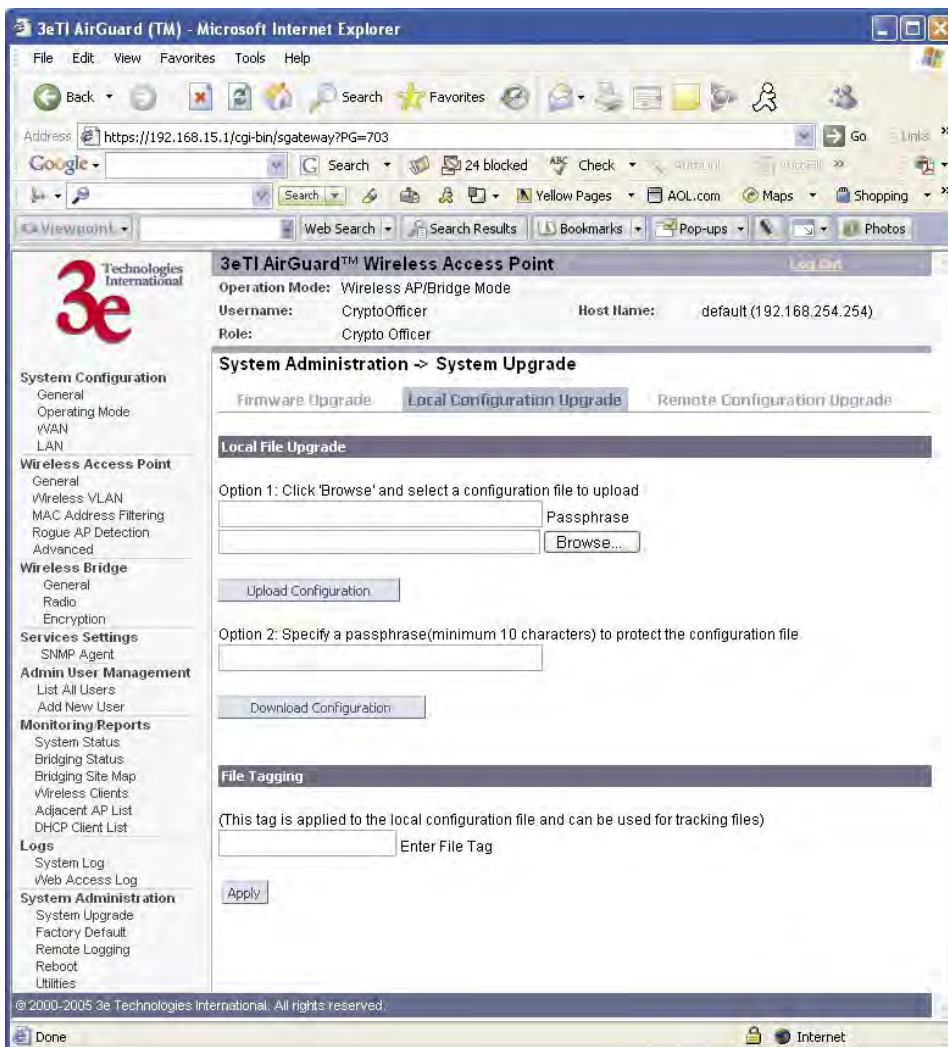 3eTI AirGuard (TM) - Microsoft Internet Explorer
File Edit View Favorites Tools Help
Back Search Favorites
Address https://192.168.15.1/cgi-bin/sgateway?PG=703 Go Links
Google Search 24 blocked Check
Search Yellow Pages AOL.com Maps Shopping
Viewpoint Web Search Search Results Bookmarks Pop-ups Photos
3e Technologies International
3eTI AirGuard™ Wireless Access Point Log Out
Operation Mode: Wireless AP/Bridge Mode
Username: CryptoOfficer Host Name: default (192.168.254.254)
Role: Crypto Officer
System Configuration
General
Operating Mode
WAN
LAN
Wireless Access Point
General
Wireless VLAN
MAC Address Filtering
Rogue AP Detection
Advanced
Wireless Bridge
General
Radio
Encryption
Services Settings
SNMP Agent
Admin User Management
List All Users
Add New User
Monitoring/Reports
System Status
Bridging Status
Bridging Site Map
Wireless Clients
Adjacent AP List
DHCP Client List
Logs
System Log
Web Access Log
System Administration
System Upgrade
Factory Default
Remote Logging
Reboot
Utilities
System Administration -> System Upgrade
Firmware Upgrade Local Configuration Upgrade Remote Configuration Upgrade
Local File Upgrade
Option 1: Click 'Browse' and select a configuration file to upload
Passphrase
Browse...
Upload Configuration
Option 2: Specify a passphrase(minimum 10 characters) to protect the configuration file
Download Configuration
File Tagging
(This tag is applied to the local configuration file and can be used for tracking files)
Enter File Tag
Apply
© 2000-2005 3e Technologies International. All rights reserved.
Done Internet